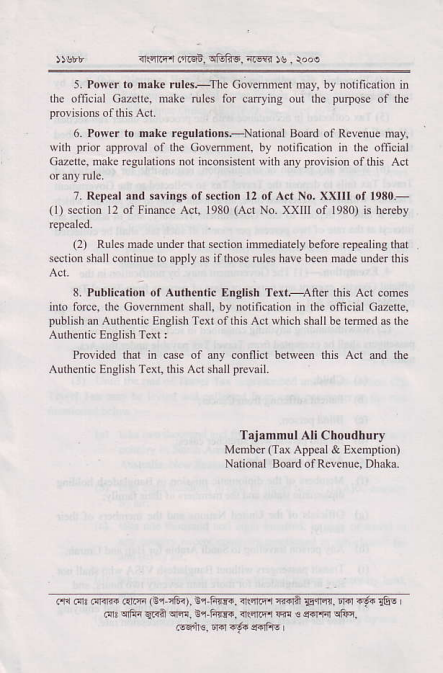 ১১৬৮৮ বাংলাদেশ গেজেট, অতিরিক্ত, নভেম্বর ১৬ , ২০০৩
5. Power to make rules.—The Government may, by notification in
the official Gazette, make rules for carrying out the purpose of the
provisions of this Act.
6. Power to make regulations.—National Board of Revenue may,
with prior approval of the Government, by notification in the official
Gazette, make regulations not inconsistent with any provision of this Act
or any rule.
7. Repeal and savings of section 12 of Act No. XXIII of 1980.—
(1) section 12 of Finance Act, 1980 (Act No. XXIII of 1980) is hereby
repealed.
(2) Rules made under that section immediately before repealing that
section shall continue to apply as if those rules have been made under this
Act.
8. Publication of Authentic English Text.—After this Act comes
into force, the Government shall, by notification in the official Gazette,
publish an Authentic English Text of this Act which shall be termed as the
Authentic English Text :
Provided that in case of any conflict between this Act and the
Authentic English Text, this Act shall prevail.
Tajammul Ali Choudhury
Member (Tax Appeal & Exemption)
National Board of Revenue, Dhaka.
শেখ মোঃ মোবারক হোসেন (উপ-সচিব), উপ-নিয়ন্ত্রক, বাংলাদেশ সরকারী মুদ্রণালয়, ঢাকা কর্তৃক মুদ্রিত।
মোঃ আমিন জুবেরী আলম, উপ-নিয়ন্ত্রক, বাংলাদেশ ফরম ও প্রকাশনা অফিস,
তেজগাঁও, ঢাকা কর্তৃক প্রকাশিত।